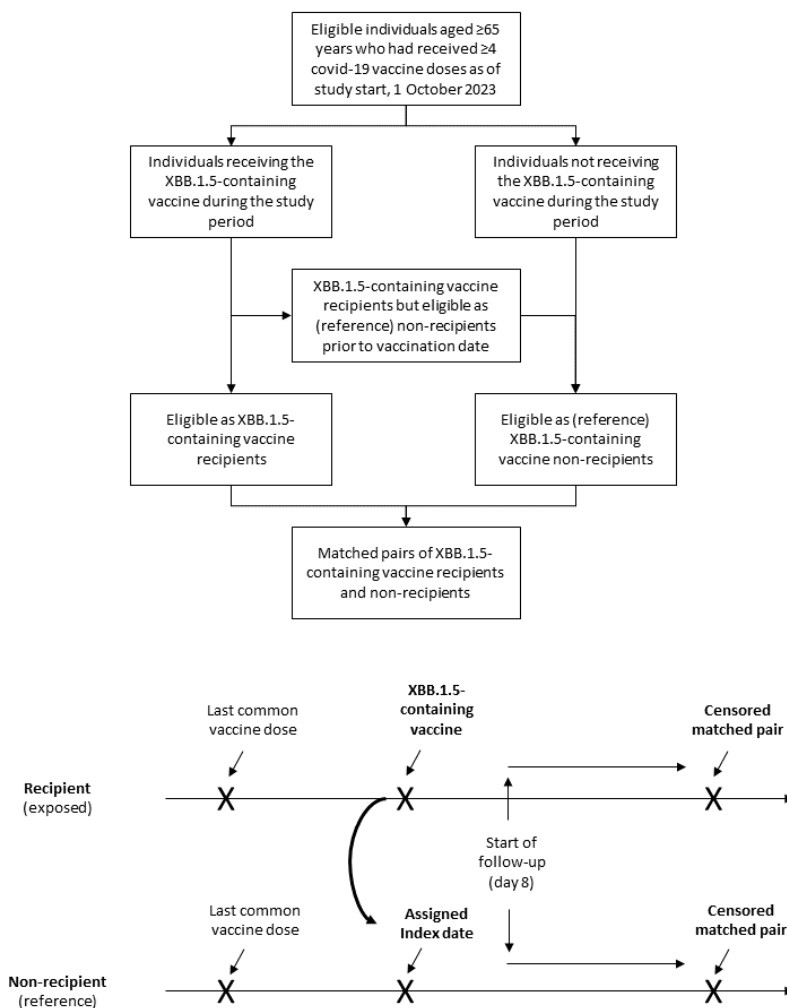 Eligible individuals aged ≥65
years who had received ≥4
covid-19 vaccine doses as of
study start, 1 October 2023
Individuals receiving the
XBB.1.5-containing
vaccine during the study
period
Individuals not receiving
the XBB.1.5-containing
vaccine during the study
period
XBB.1.5-containing vaccine
recipients but eligible as
(reference) non-recipients
prior to vaccination date
Eligible as XBB.1.5-
containing vaccine
recipients
Eligible as (reference)
XBB.1.5-containing
vaccine non-recipients
Matched pairs of XBB.1.5-
containing vaccine recipients
and non-recipients
Last common
vaccine dose
XBB.1.5-
containing
vaccine
Censored
matched pair
Recipient
(exposed)
X
X
X
Start of
follow-up
(day 8)
Last common
vaccine dose
Assigned
Index date
Censored
matched pair
Non-recipient
(reference)
X
X
X